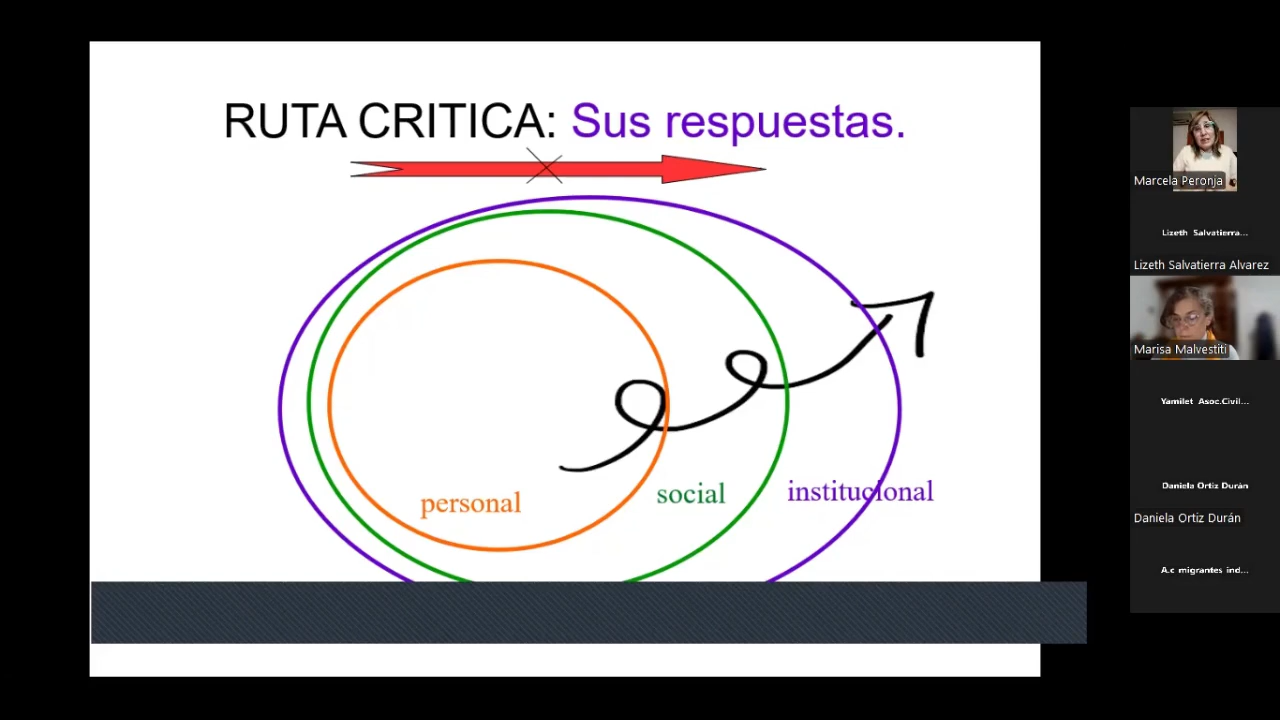 RUTA CRITICA: Sus respuestas.
personal
social
institucional
Marcela Peronja
Lizeth Salvatierra...
Lizeth Salvatierra Alvarez
Marisa Malvestiti
Yamilet Asoc.Civil...
Daniela Ortiz Durán
Daniela Ortiz Durán
A.c migrantes ind...